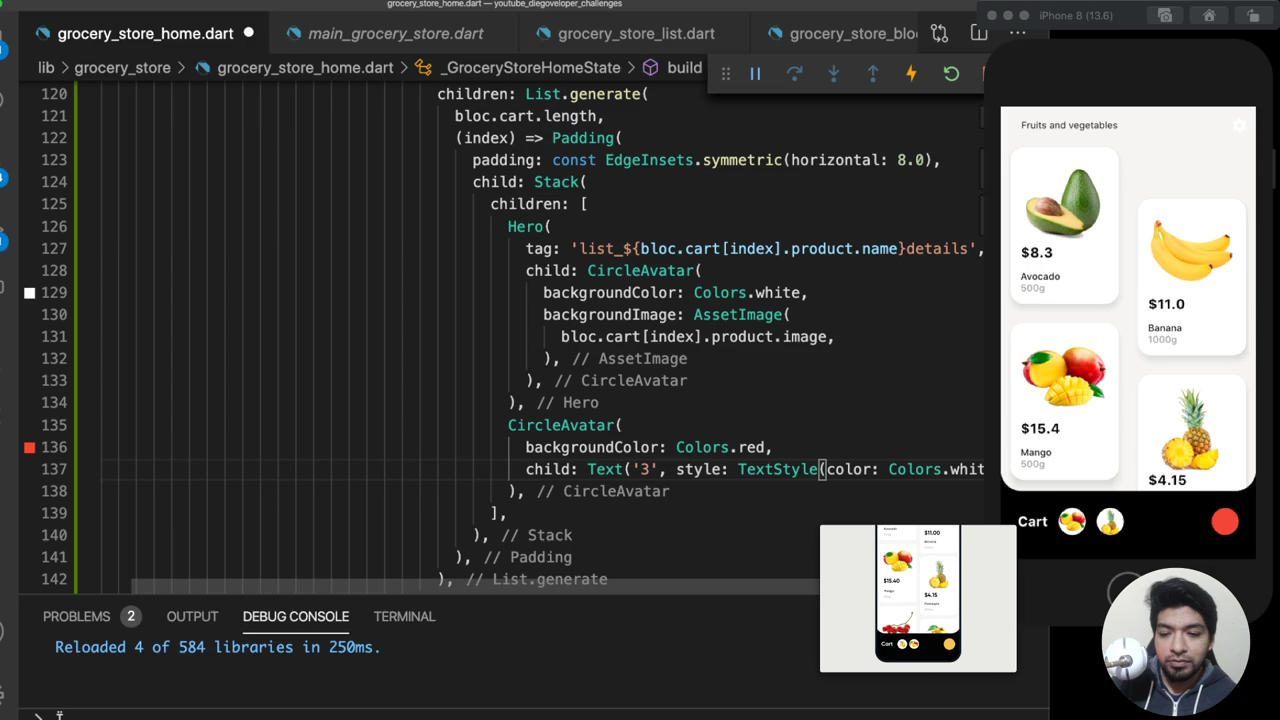 grocery_store_home.dart — youtube_diegoveloper_challenges
grocery_store_home.dart
main_grocery_store.dart
grocery_store_list.dart
grocery_store_blo
lib > grocery_store > grocery_store_home.dart > _GroceryStoreHomeState > build
120 children: List.generate(
121 bloc.cart.length,
122 (index) => Padding(
123 padding: const EdgeInsets.symmetric(horizontal: 8.0),
124 child: Stack(
125 children: [
126 Hero(
127 tag: 'list_${bloc.cart[index].product.name}details',
128 child: CircleAvatar(
129 backgroundColor: Colors.white,
130 backgroundImage: AssetImage(
131 bloc.cart[index].product.image,
132 ), // AssetImage
133 ), // CircleAvatar
134 ), // Hero
135 CircleAvatar(
136 backgroundColor: Colors.red,
137 child: Text('3', style: TextStyle(color: Colors.whit
138 ), // CircleAvatar
139 ],
140 ), // Stack
141 ), // Padding
142 ), // List.generate
PROBLEMS 2 OUTPUT DEBUG CONSOLE TERMINAL
Reloaded 4 of 584 libraries in 250ms.
iPhone 8 (13.6)
Fruits and vegetables
$8.3
Avocado
500g
$11.0
Banana
1000g
$15.4
Mango
500g
$4.15
Cart
$11.00
Banana
$15.40
Mango
$4.15
Pineapple
Cart